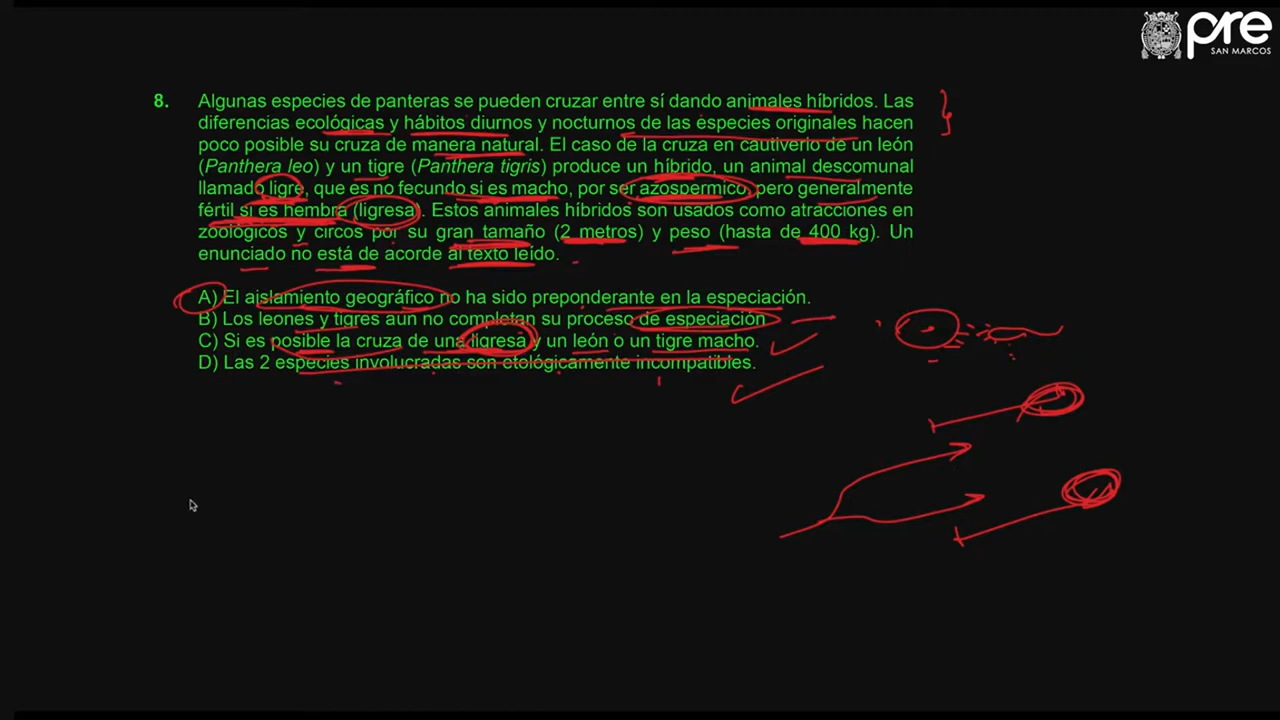 pre
SAN MARCOS
8. Algunas especies de panteras se pueden cruzar entre sí dando animales híbridos. Las
diferencias ecológicas y hábitos diurnos y nocturnos de las especies originales hacen
poco posible su cruza de manera natural. El caso de la cruza en cautiverio de un león
(Panthera leo) y un tigre (Panthera tigris) produce un híbrido, un animal descomunal
llamado ligre, que es no fecundo si es macho, por ser azospermico, pero generalmente
fértil si es hembra (ligresa). Estos animales híbridos son usados como atracciones en
zoológicos y circos por su gran tamaño (2 metros) y peso (hasta de 400 kg). Un
enunciado no está de acorde al texto leído.
A) El aislamiento geográfico no ha sido preponderante en la especiación.
B) Los leones y tigres aun no completan su proceso de especiación
C) Si es posible la cruza de una ligresa y un león o un tigre macho.
D) Las 2 especies involucradas son etológicamente incompatibles.